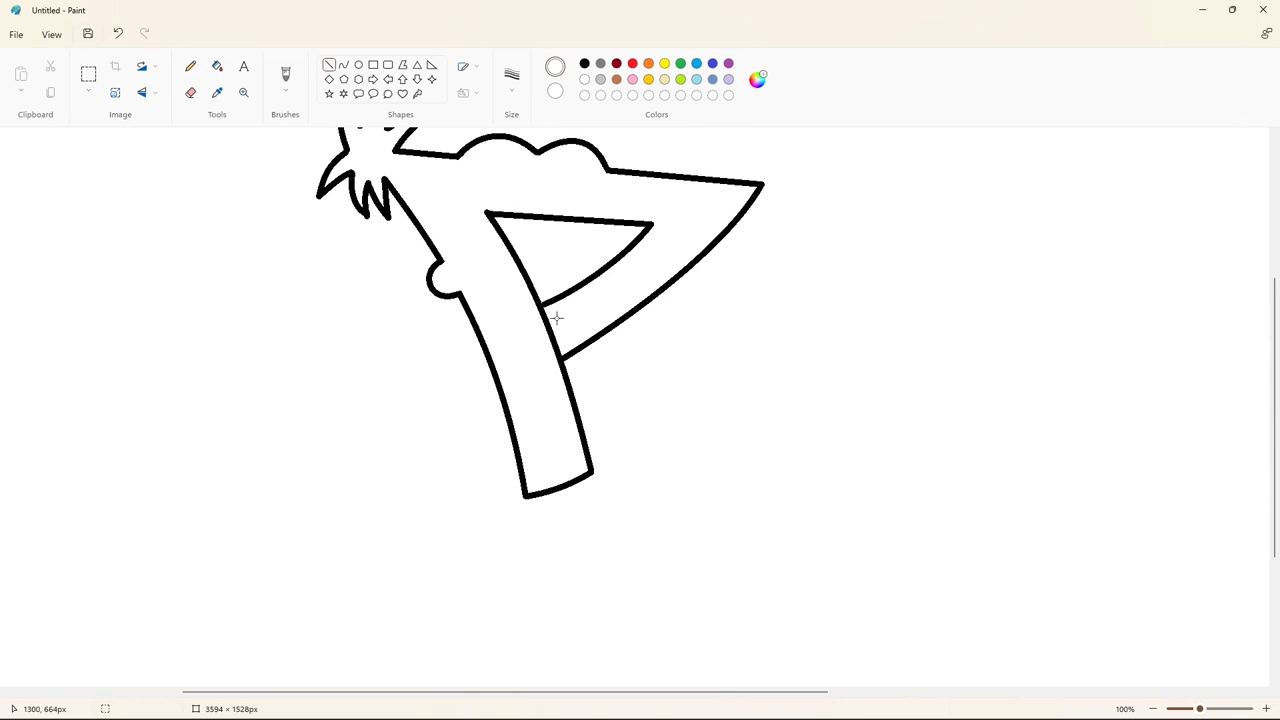 Untitled - Paint
File View
Clipboard Image Tools Brushes Shapes Size Colors
1300, 664px 3594 × 1528px 100%